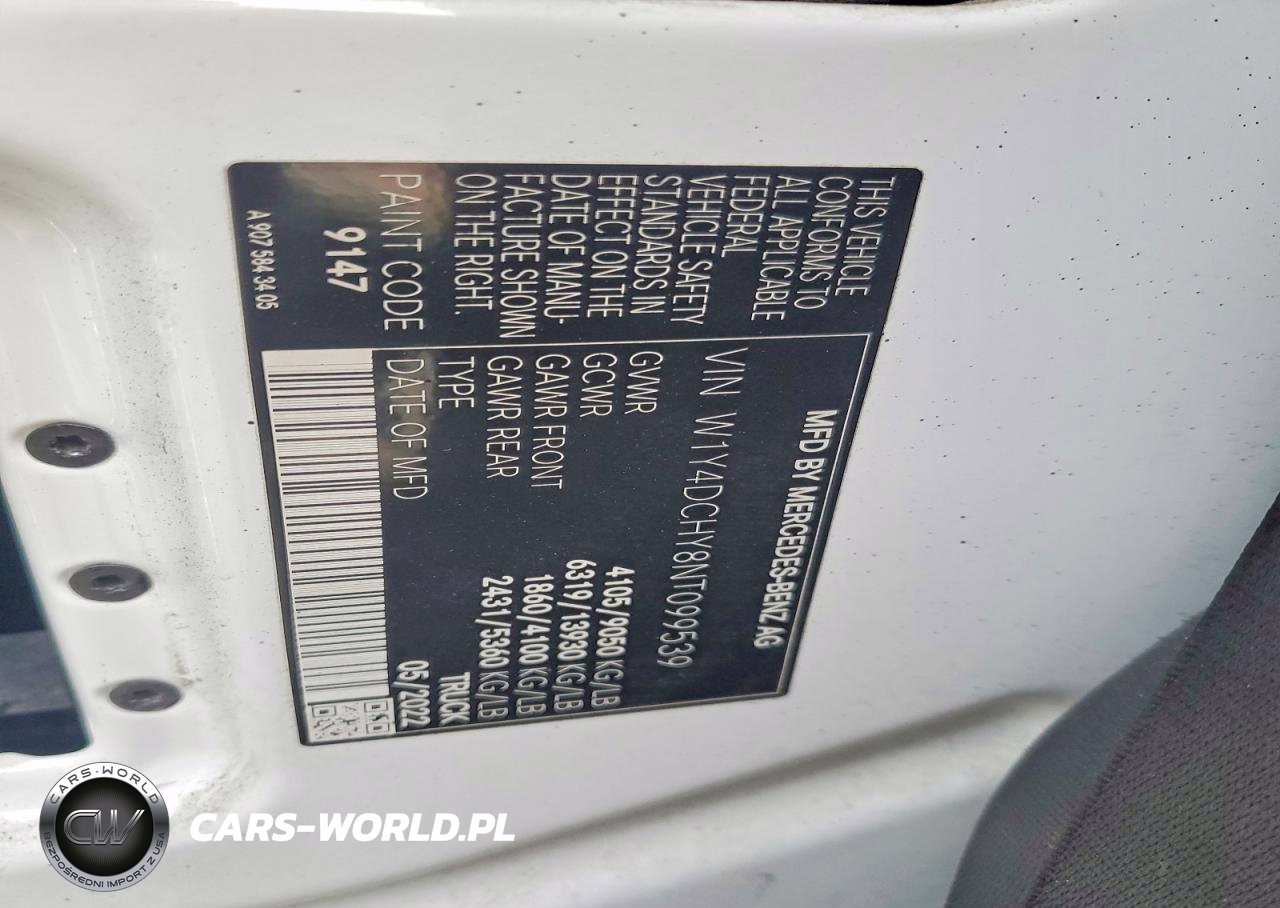 MFD BY MERCEDES-BENZ AG
THIS VEHICLE
CONFORMS TO
ALL APPLICABLE
FEDERAL
VEHICLE SAFETY
STANDARDS IN
EFFECT ON THE
DATE OF MANU-
FACTURE SHOWN
ON THE RIGHT.
VIN W1Y4DCHY8NT099539
GVWR 4105/9050 KG/LB
GCWR 6319/13930 KG/LB
GAWR FRONT 1860/4100 KG/LB
GAWR REAR 2431/5360 KG/LB
TYPE TRUCK
PAINT CODE
9147
DATE OF MFD 05/2022
A 907 584 34 05
CARS-WORLD
CW
BEZPOŚREDNI IMPORT Z USA
CARS-WORLD.PL